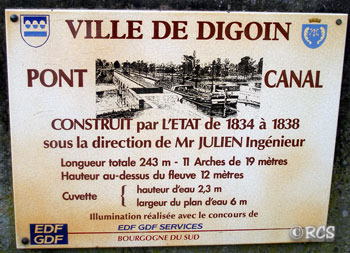 VILLE DE DIGOIN
PONT CANAL
CONSTRUIT par L'ETAT de 1834 à 1838
sous la direction de Mr JULIEN Ingénieur
Longueur totale 243 m - 11 Arches de 19 mètres
Hauteur au-dessus du fleuve 12 mètres
Cuvette { hauteur d'eau 2,3 m
largeur du plan d'eau 6 m
Illumination réalisée avec le concours de
EDF GDF
EDF GDF SERVICES
BOURGOGNE DU SUD
©RCS